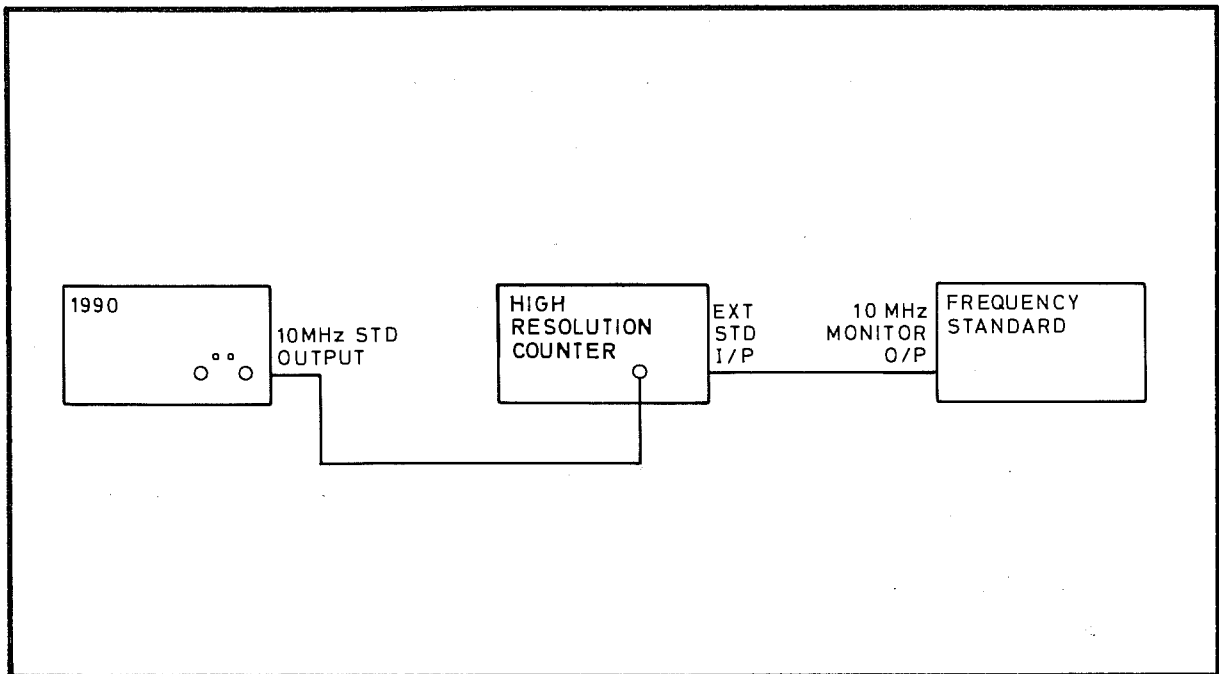 1990
10MHz STD
OUTPUT
HIGH
RESOLUTION
COUNTER
EXT
STD
I/P
10 MHz
MONITOR
O/P
FREQUENCY
STANDARD